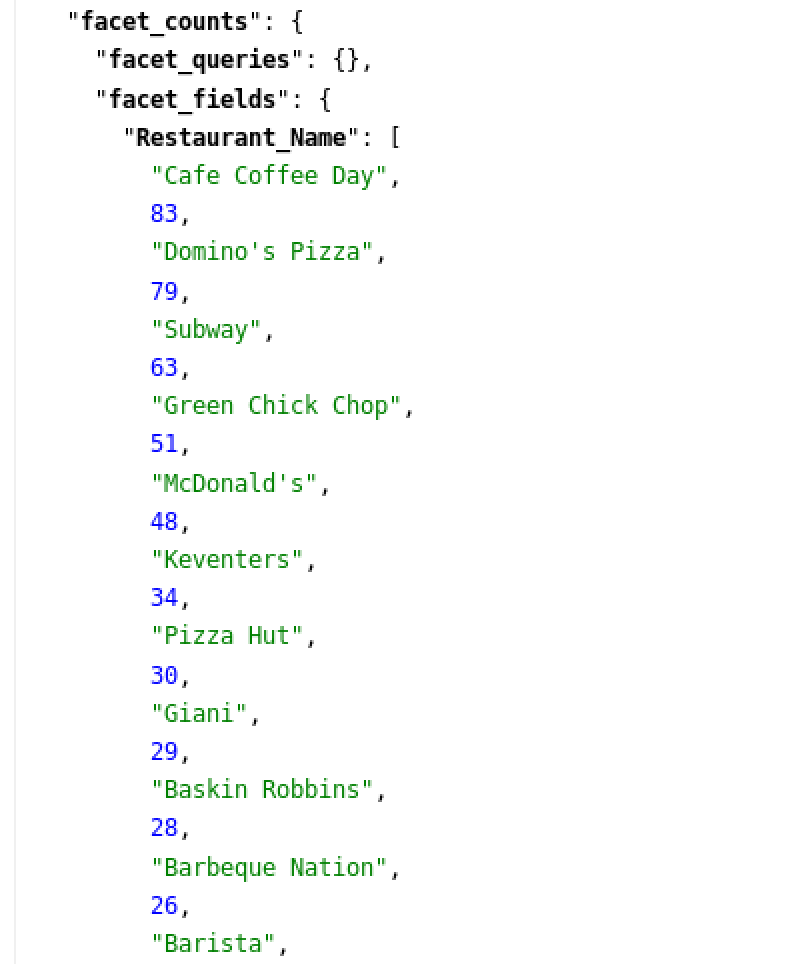 "facet_counts": {
"facet_queries": {},
"facet_fields": {
"Restaurant_Name": [
"Cafe Coffee Day",
83,
"Domino's Pizza",
79,
"Subway",
63,
"Green Chick Chop",
51,
"McDonald's",
48,
"Keventers",
34,
"Pizza Hut",
30,
"Giani",
29,
"Baskin Robbins",
28,
"Barbeque Nation",
26,
"Barista",